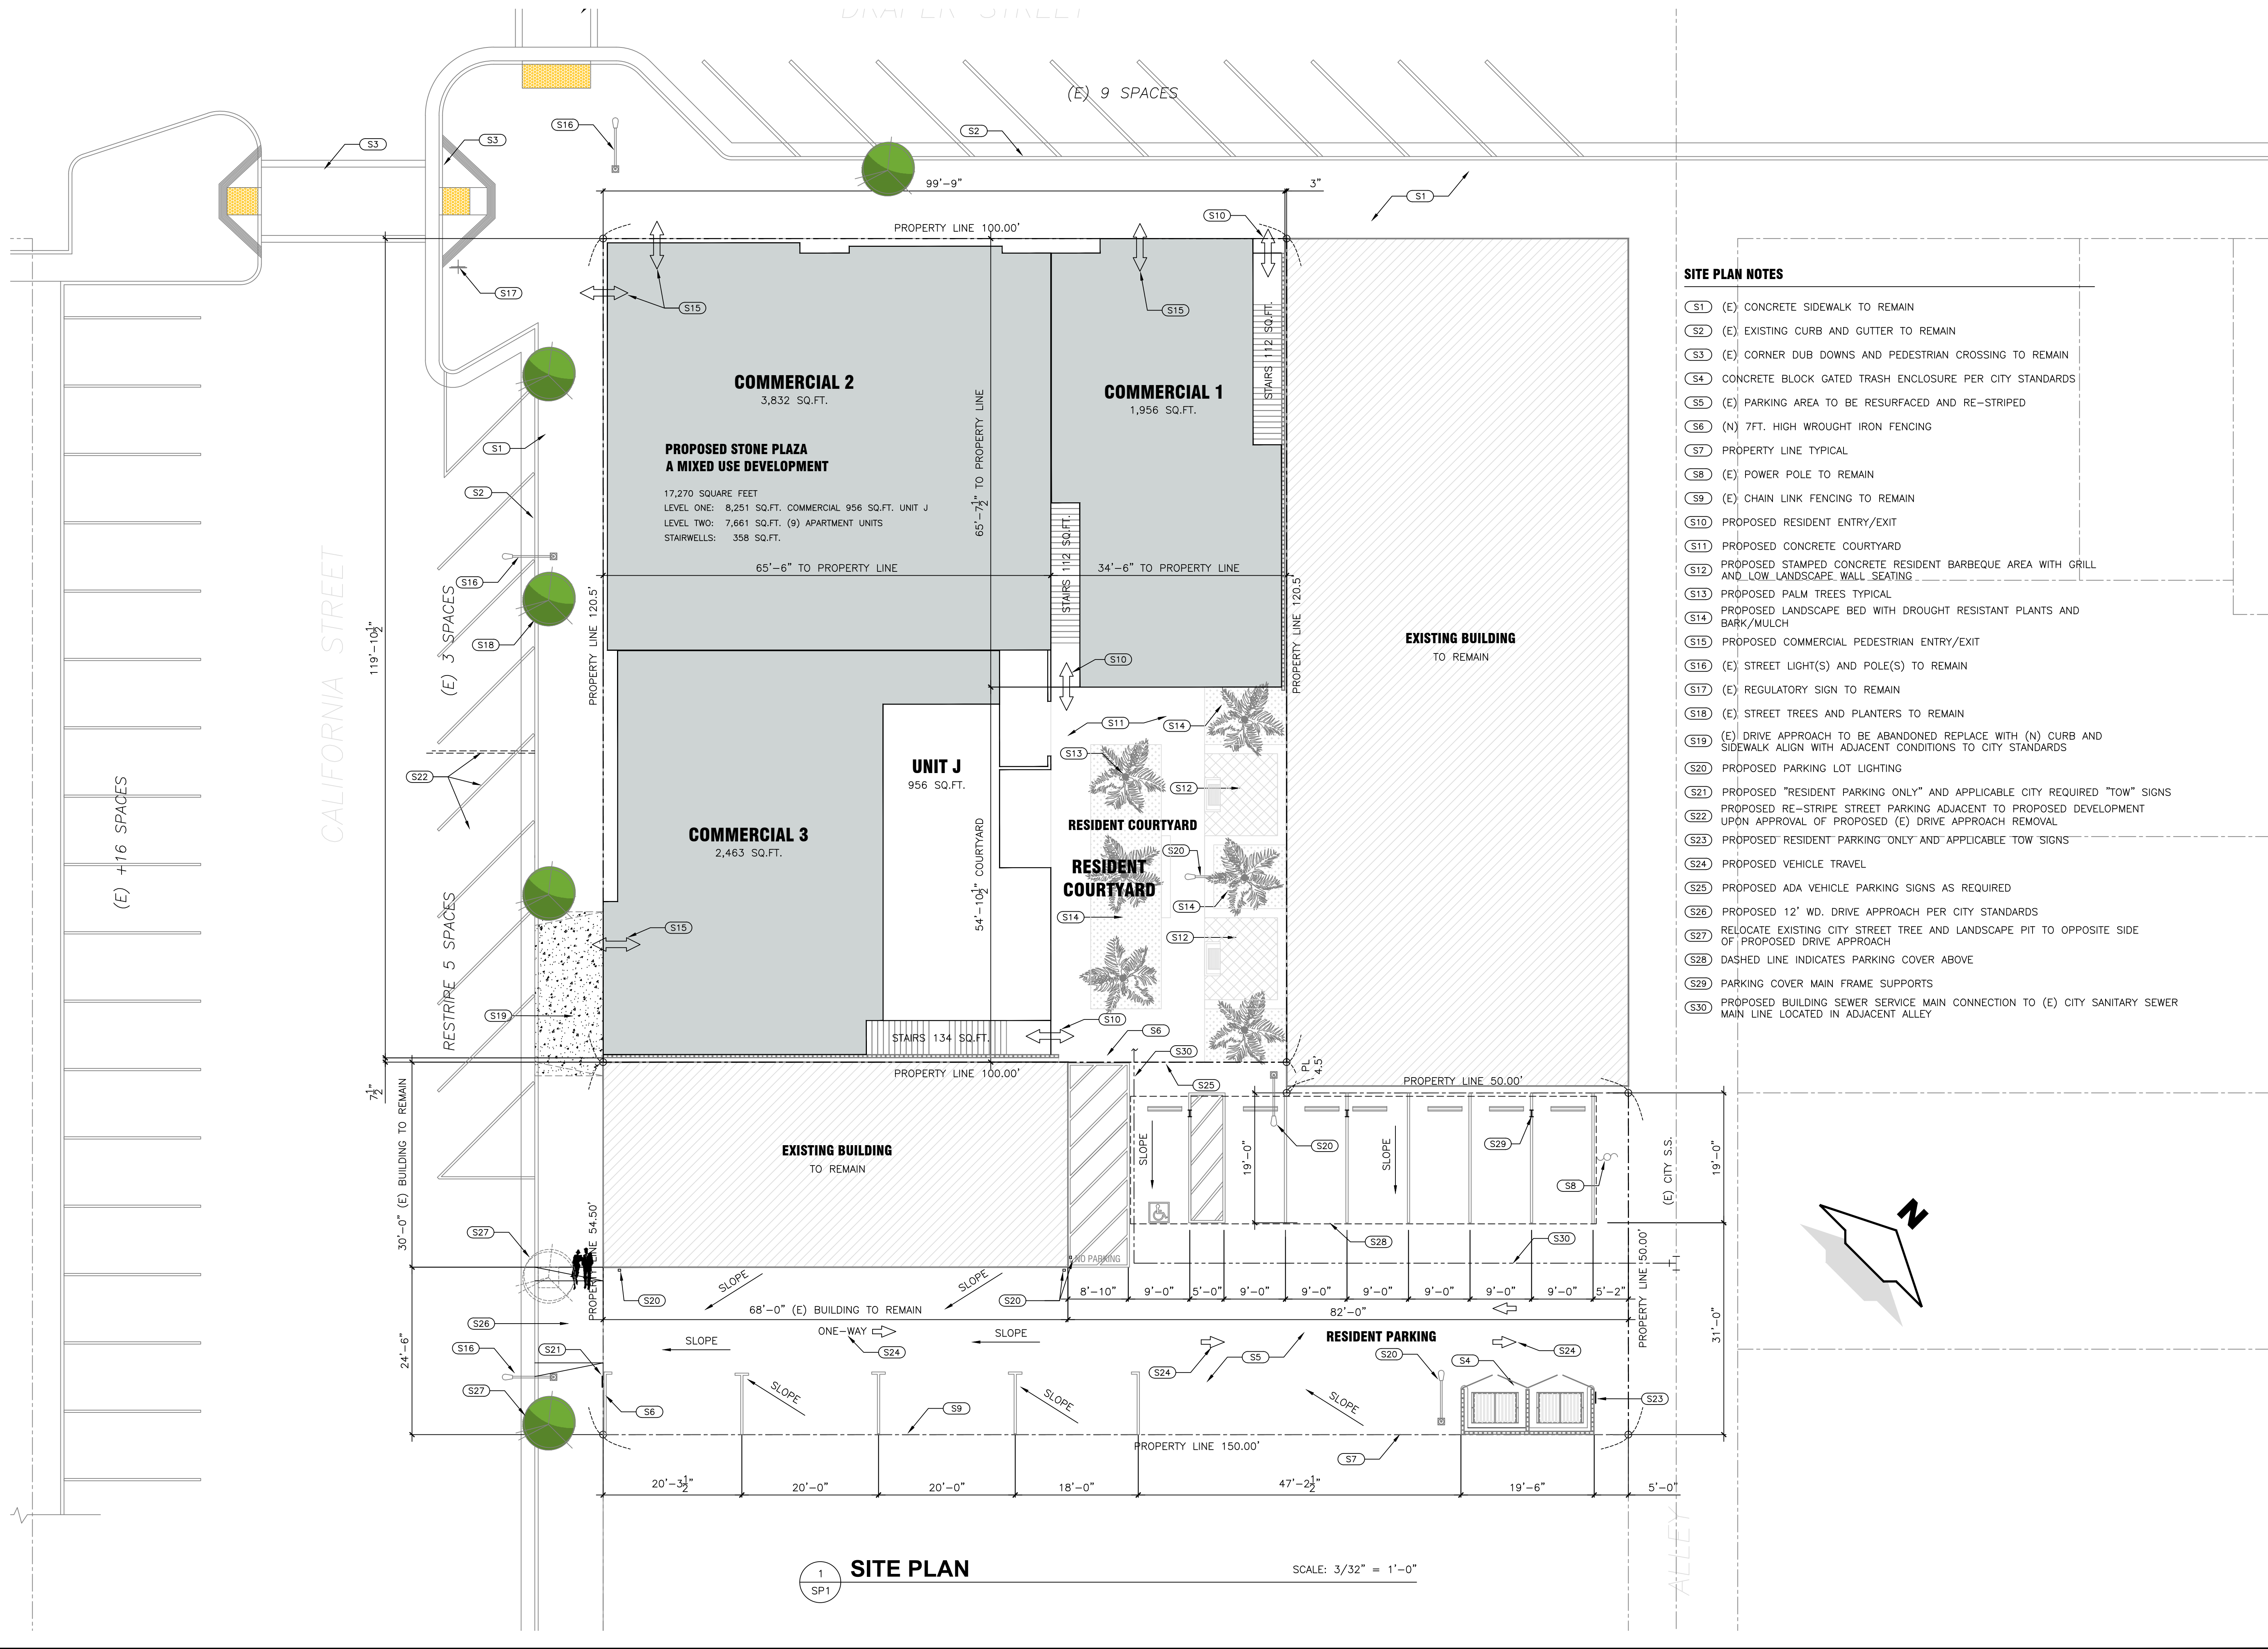 DRAPER STREET
(E) 9 SPACES
S16
S2
S3
S3
99'-9"
3"
S1
S10
PROPERTY LINE 100.00'
S17
S15
S15
COMMERCIAL 2
3,832 SQ.FT.
COMMERCIAL 1
1,956 SQ.FT.
STAIRS 112 SQ.FT.
PROPOSED STONE PLAZA
A MIXED USE DEVELOPMENT
17,270 SQUARE FEET
LEVEL ONE: 8,251 SQ.FT. COMMERCIAL 956 SQ.FT. UNIT J
LEVEL TWO: 7,661 SQ.FT. (9) APARTMENT UNITS
STAIRWELLS: 358 SQ.FT.
65'-7 1/2" TO PROPERTY LINE
STAIRS 112 SQ.FT.
65'-6" TO PROPERTY LINE
34'-6" TO PROPERTY LINE
S1
S2
S16
S18
(E) 3 SPACES
CALIFORNIA STREET
119'-10 1/2"
PROPERTY LINE 120.5'
PROPERTY LINE 120.5'
EXISTING BUILDING
TO REMAIN
S10
S11
S14
S13
S12
UNIT J
956 SQ.FT.
S22
(E) +16 SPACES
COMMERCIAL 3
2,463 SQ.FT.
54'-10 1/2" COURTYARD
RESIDENT COURTYARD
S20
RESIDENT
COURTYARD
S14
S14
S12
S15
RESTRIPE 5 SPACES
S19
S10
STAIRS 134 SQ.FT.
S6
S30
S25
PL
4.5'
PROPERTY LINE 100.00'
PROPERTY LINE 50.00'
7 1/2"
30'-0" (E) BUILDING TO REMAIN
EXISTING BUILDING
TO REMAIN
SLOPE
19'-0"
S20
SLOPE
S29
S8
(E) CITY S.S.
19'-0"
S28
S30
NO PARKING
PROPERTY LINE 54.50'
PROPERTY LINE 50.00'
S27
S20
SLOPE
SLOPE
S20
8'-10"
9'-0"
5'-0"
9'-0"
9'-0"
9'-0"
9'-0"
9'-0"
9'-0"
5'-2"
68'-0" (E) BUILDING TO REMAIN
82'-0"
31'-0"
24'-6"
S26
ONE-WAY
SLOPE
S24
SLOPE
RESIDENT PARKING
S16
S21
S24
S5
S20
S4
S24
S27
S6
SLOPE
S9
SLOPE
SLOPE
S23
PROPERTY LINE 150.00'
S7
20'-3 1/2"
20'-0"
20'-0"
18'-0"
47'-2 1/2"
19'-6"
5'-0"
ALLEY
1
SP1
SITE PLAN
SCALE: 3/32" = 1'-0"
N
SITE PLAN NOTES
S1 (E) CONCRETE SIDEWALK TO REMAIN
S2 (E) EXISTING CURB AND GUTTER TO REMAIN
S3 (E) CORNER DUB DOWNS AND PEDESTRIAN CROSSING TO REMAIN
S4 CONCRETE BLOCK GATED TRASH ENCLOSURE PER CITY STANDARDS
S5 (E) PARKING AREA TO BE RESURFACED AND RE-STRIPED
S6 (N) 7FT. HIGH WROUGHT IRON FENCING
S7 PROPERTY LINE TYPICAL
S8 (E) POWER POLE TO REMAIN
S9 (E) CHAIN LINK FENCING TO REMAIN
S10 PROPOSED RESIDENT ENTRY/EXIT
S11 PROPOSED CONCRETE COURTYARD
S12 PROPOSED STAMPED CONCRETE RESIDENT BARBEQUE AREA WITH GRILL
AND LOW LANDSCAPE WALL SEATING
S13 PROPOSED PALM TREES TYPICAL
S14 PROPOSED LANDSCAPE BED WITH DROUGHT RESISTANT PLANTS AND
BARK/MULCH
S15 PROPOSED COMMERCIAL PEDESTRIAN ENTRY/EXIT
S16 (E) STREET LIGHT(S) AND POLE(S) TO REMAIN
S17 (E) REGULATORY SIGN TO REMAIN
S18 (E) STREET TREES AND PLANTERS TO REMAIN
S19 (E) DRIVE APPROACH TO BE ABANDONED REPLACE WITH (N) CURB AND
SIDEWALK ALIGN WITH ADJACENT CONDITIONS TO CITY STANDARDS
S20 PROPOSED PARKING LOT LIGHTING
S21 PROPOSED "RESIDENT PARKING ONLY" AND APPLICABLE CITY REQUIRED "TOW" SIGNS
S22 PROPOSED RE-STRIPE STREET PARKING ADJACENT TO PROPOSED DEVELOPMENT
UPON APPROVAL OF PROPOSED (E) DRIVE APPROACH REMOVAL
S23 PROPOSED RESIDENT PARKING ONLY AND APPLICABLE TOW SIGNS
S24 PROPOSED VEHICLE TRAVEL
S25 PROPOSED ADA VEHICLE PARKING SIGNS AS REQUIRED
S26 PROPOSED 12' WD. DRIVE APPROACH PER CITY STANDARDS
S27 RELOCATE EXISTING CITY STREET TREE AND LANDSCAPE PIT TO OPPOSITE SIDE
OF PROPOSED DRIVE APPROACH
S28 DASHED LINE INDICATES PARKING COVER ABOVE
S29 PARKING COVER MAIN FRAME SUPPORTS
S30 PROPOSED BUILDING SEWER SERVICE MAIN CONNECTION TO (E) CITY SANITARY SEWER
MAIN LINE LOCATED IN ADJACENT ALLEY